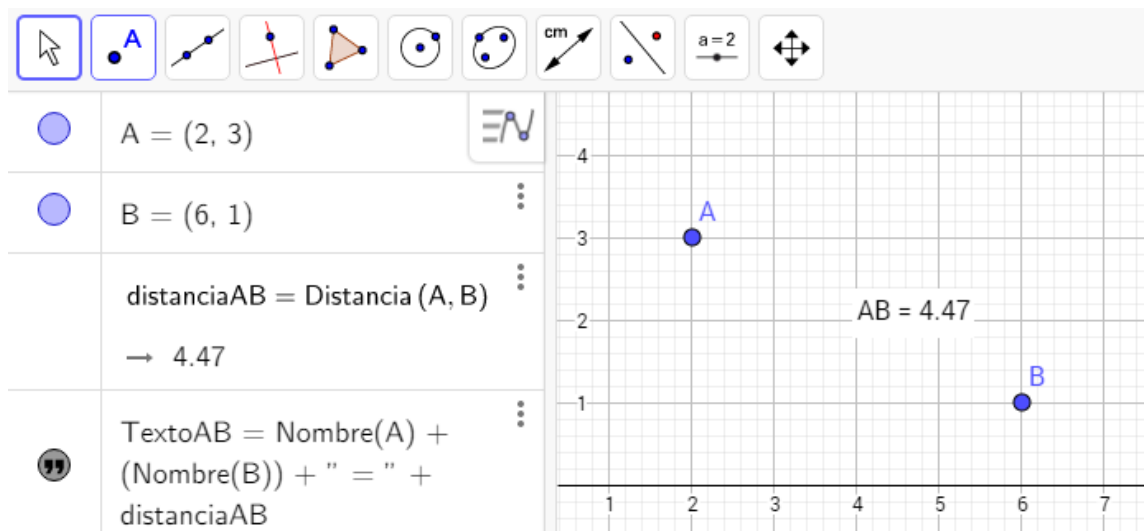 A
cm
a=2
A = (2, 3)
B = (6, 1)
distanciaAB = Distancia (A, B)
→ 4.47
TextoAB = Nombre(A) +
(Nombre(B)) + " = " +
distanciaAB
4
A
3
AB = 4.47
2
B
1
1 2 3 4 5 6 7